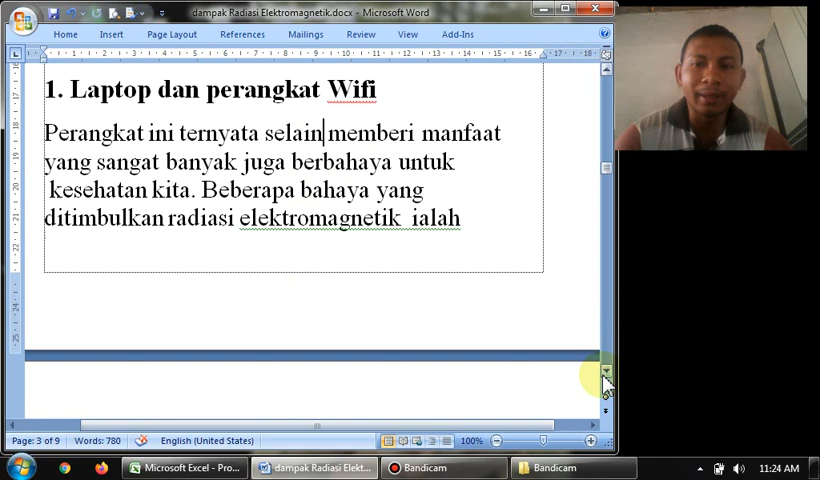 dampak Radiasi Elektromagnetik.docx - Microsoft Word
Home Insert Page Layout References Mailings Review View Add-Ins
1. Laptop dan perangkat Wifi
Perangkat ini ternyata selain memberi manfaat
yang sangat banyak juga berbahaya untuk
kesehatan kita. Beberapa bahaya yang
ditimbulkan radiasi elektromagnetik ialah
Page: 3 of 9 Words: 780 English (United States) 100%
Microsoft Excel - Pro... dampak Radiasi Elekt... Bandicam Bandicam 11:24 AM